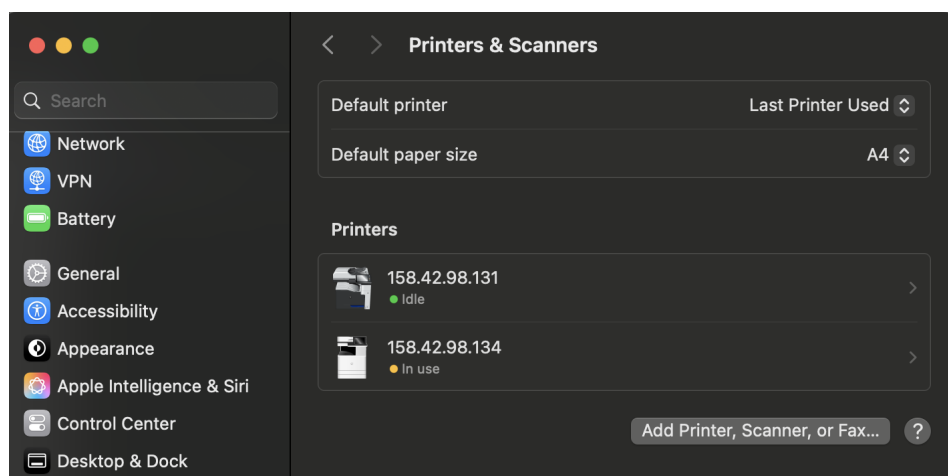 Search
Network
VPN
Battery
General
Accessibility
Appearance
Apple Intelligence & Siri
Control Center
Desktop & Dock
Printers & Scanners
Default printer Last Printer Used
Default paper size A4
Printers
158.42.98.131
Idle
158.42.98.134
In use
Add Printer, Scanner, or Fax... ?